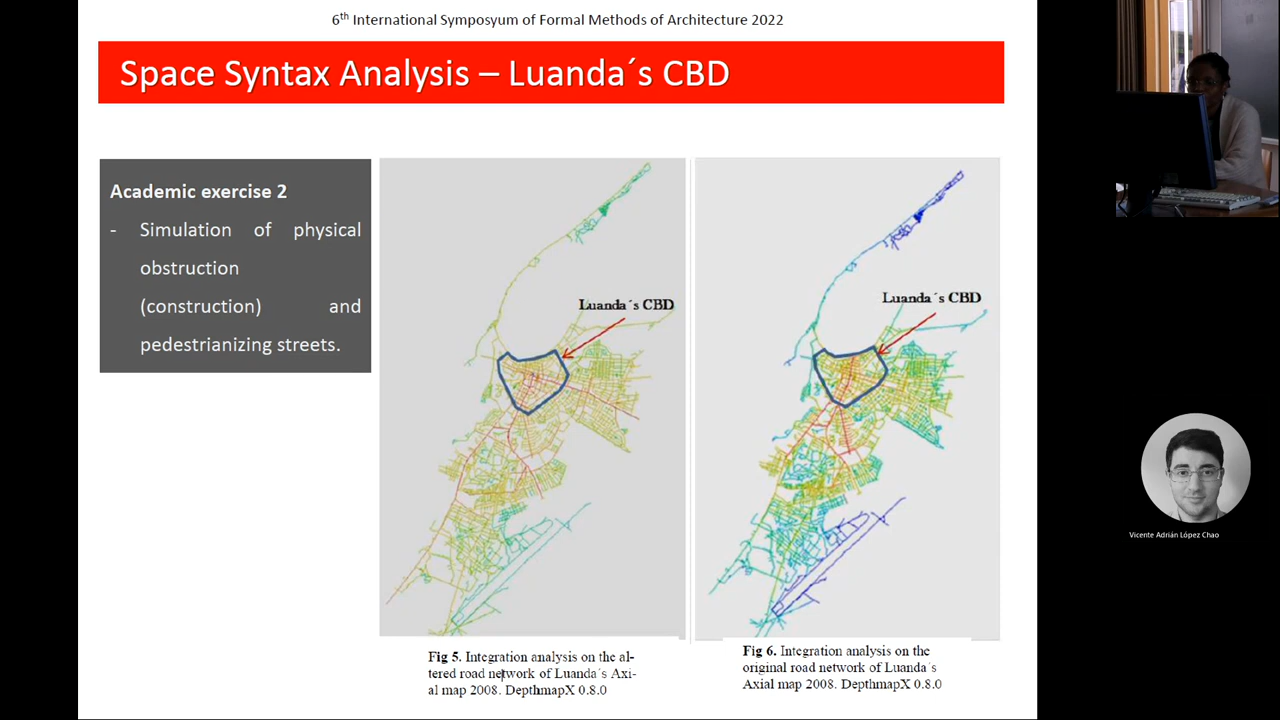 6th International Symposyum of Formal Methods of Architecture 2022
Space Syntax Analysis – Luanda´s CBD
Academic exercise 2
- Simulation of physical
obstruction
(construction) and
pedestrianizing streets.
Luanda´s CBD
Luanda´s CBD
Fig 5. Integration analysis on the al-
tered road network of Luanda´s Axi-
al map 2008. DepthmapX 0.8.0
Fig 6. Integration analysis on the
original road network of Luanda´s
Axial map 2008. DepthmapX 0.8.0
Vicente Adrián López Chao